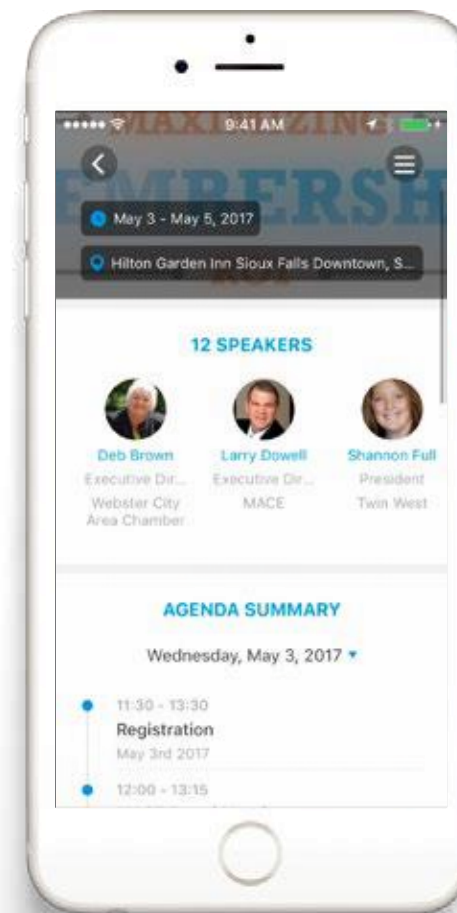 MAXIMIZING
9:41 AM
MEMBERSH
May 3 - May 5, 2017
Hilton Garden Inn Sioux Falls Downtown, S...
12 SPEAKERS
Deb Brown
Executive Dir...
Webster City
Area Chamber
Larry Dowell
Executive Dir...
MACE
Shannon Full
President
Twin West
AGENDA SUMMARY
Wednesday, May 3, 2017
11:30 - 13:30
Registration
May 3rd 2017
12:00 - 13:15